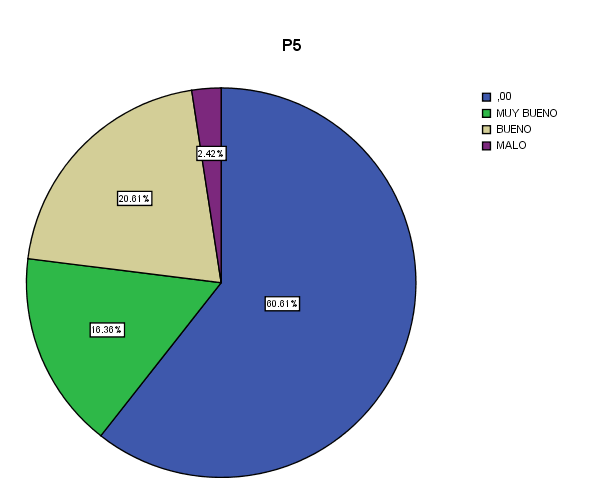 P5
,00
MUY BUENO
BUENO
MALO
2.42%
20.61%
60.61%
16.36%